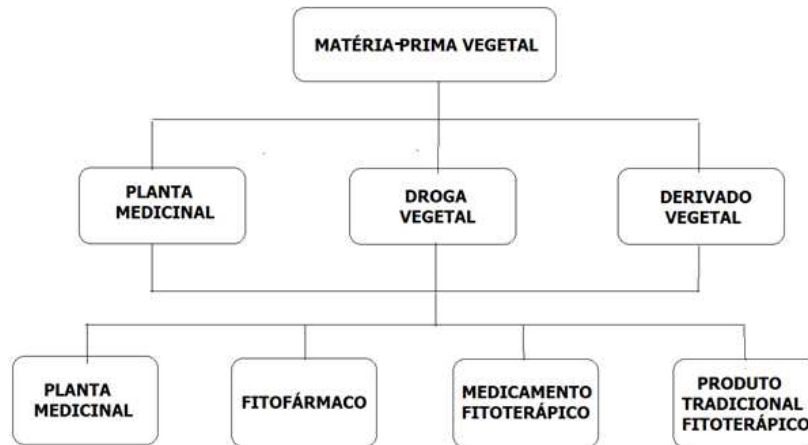 MATÉRIA-PRIMA VEGETAL
PLANTA
MEDICINAL
DROGA
VEGETAL
DERIVADO
VEGETAL
PLANTA
MEDICINAL
FITOFÁRMACO
MEDICAMENTO
FITOTERÁPICO
PRODUTO
TRADICIONAL
FITOTERÁPICO